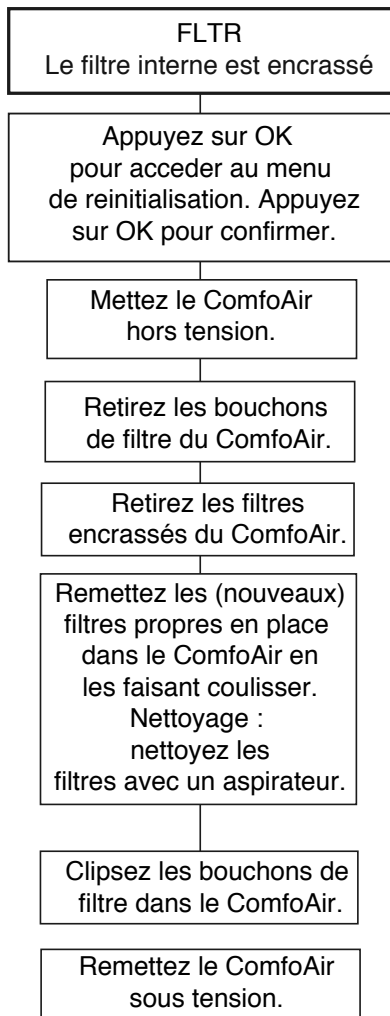 FLTR
Le filtre interne est encrassé
Appuyez sur OK
pour acceder au menu
de reinitialisation. Appuyez
sur OK pour confirmer.
Mettez le ComfoAir
hors tension.
Retirez les bouchons
de filtre du ComfoAir.
Retirez les filtres
encrassés du ComfoAir.
Remettez les (nouveaux)
filtres propres en place
dans le ComfoAir en
les faisant coulisser.
Nettoyage :
nettoyez les
filtres avec un aspirateur.
Clipsez les bouchons de
filtre dans le ComfoAir.
Remettez le ComfoAir
sous tension.